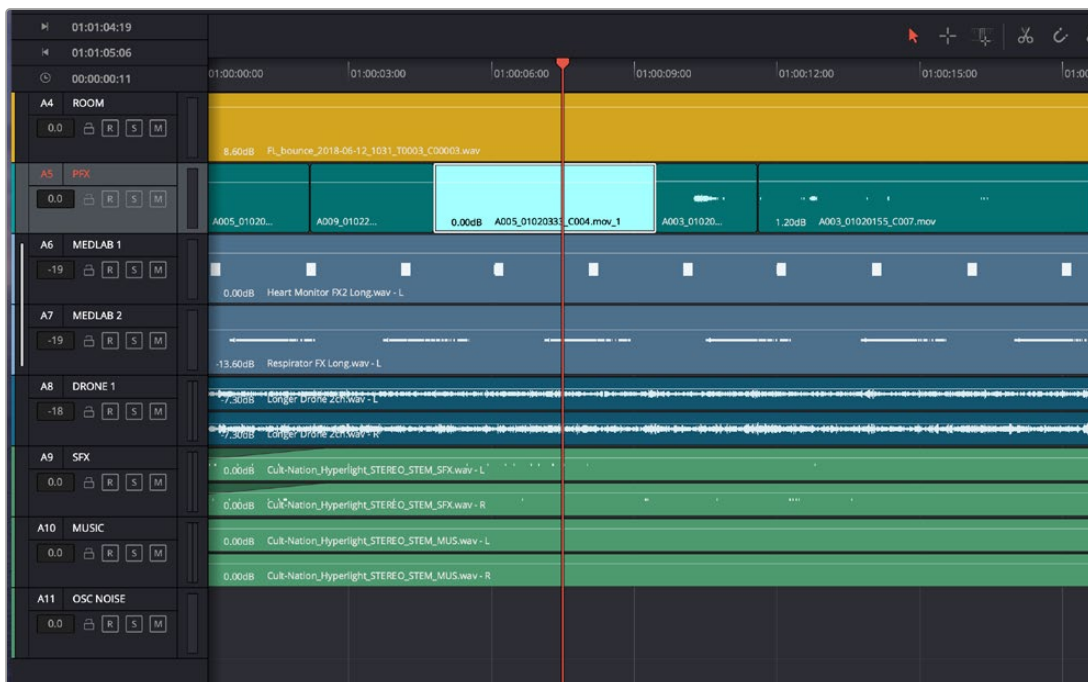 01:01:04:19
01:01:05:06
00:00:00:11
01:00:00:00 01:00:03:00 01:00:06:00 01:00:09:00 01:00:12:00 01:00:15:00 01:00
A4 ROOM
0.0 R S M
8.60dB FL_bounce_2018-06-12_1031_T0003_C00003.wav
A5 PFX
0.0 R S M
A005_01020... A009_01022... 0.00dB A005_01020333_C004.mov_1 A003_01020... 1.20dB A003_01020155_C007.mov
A6 MEDLAB 1
-19 R S M
0.00dB Heart Monitor FX2 Long.wav - L
A7 MEDLAB 2
-19 R S M
-13.60dB Respirator FX Long.wav - L
A8 DRONE 1
-7.30dB Longer Drone 2ch.wav - L
-18 R S M
-7.30dB Longer Drone 2ch.wav - R
A9 SFX
0.00dB Cult-Nation_Hyperlight_STEREO_STEM_SFX.wav - L
0.0 R S M
0.00dB Cult-Nation_Hyperlight_STEREO_STEM_SFX.wav - R
A10 MUSIC
0.00dB Cult-Nation_Hyperlight_STEREO_STEM_MUS.wav - L
0.0 R S M
0.00dB Cult-Nation_Hyperlight_STEREO_STEM_MUS.wav - R
A11 OSC NOISE
0.0 R S M